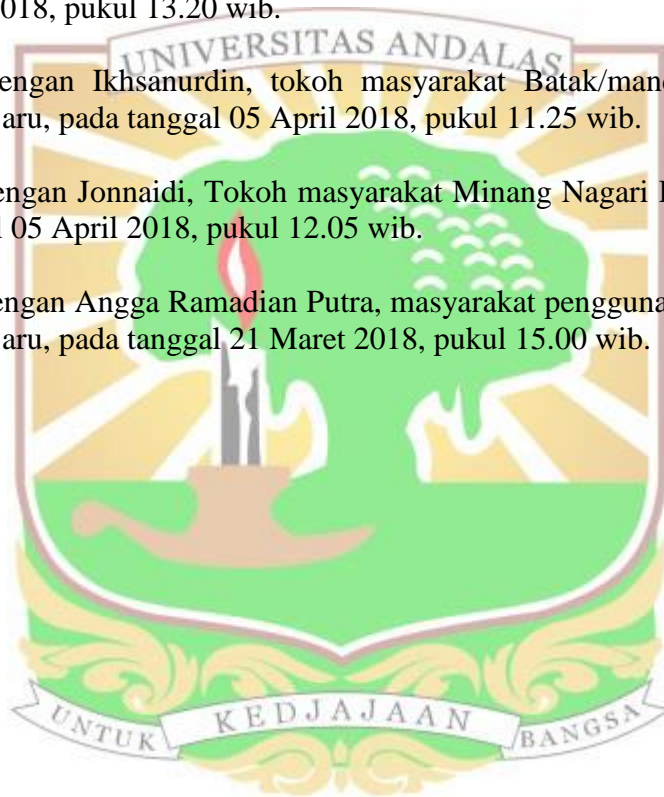 2018, pukul 13.20 wib.
UNIVERSITAS ANDALAS
engan Ikhsanurdin, tokoh masyarakat Batak/mand
aru, pada tanggal 05 April 2018, pukul 11.25 wib.
engan Jonnaidi, Tokoh masyarakat Minang Nagari
05 April 2018, pukul 12.05 wib.
engan Angga Ramadian Putra, masyarakat pengguna
aru, pada tanggal 21 Maret 2018, pukul 15.00 wib.
UNTUK KEDJAJAAN BANGSA